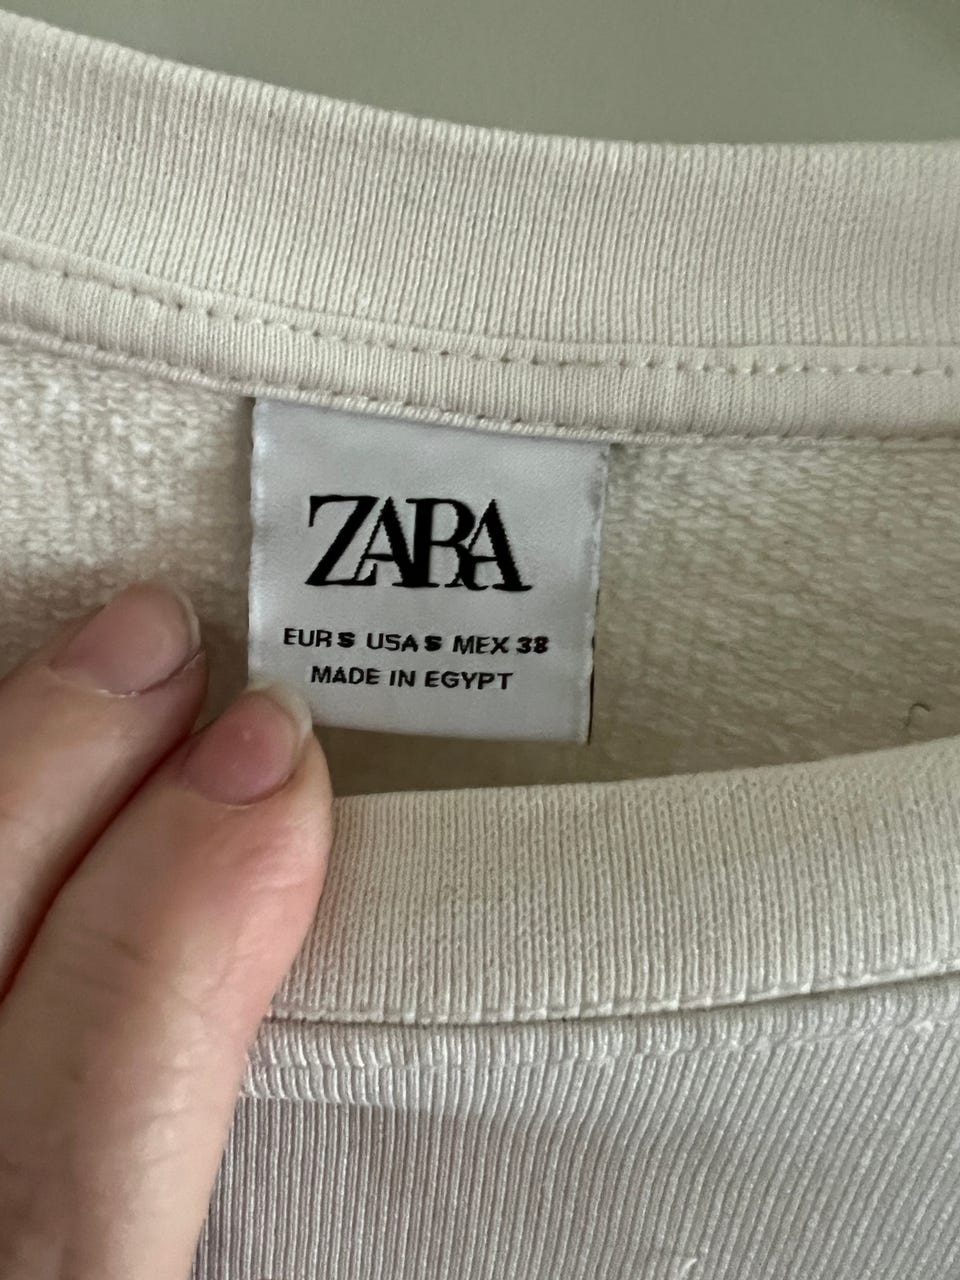 ZARA
EUR S USA S MEX 38
MADE IN EGYPT